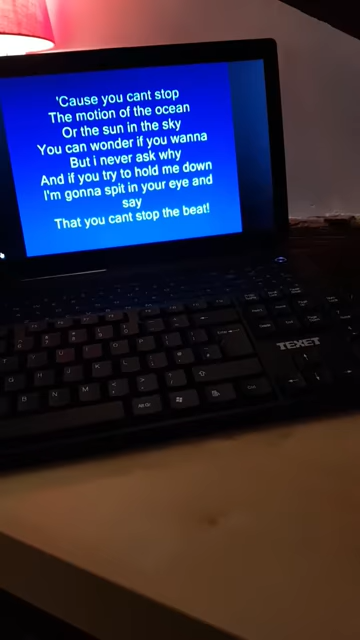 'Cause you cant stop
The motion of the ocean
Or the sun in the sky
You can wonder if you wanna
But i never ask why
And if you try to hold me down
I'm gonna spit in your eye and
say
That you cant stop the beat!
TEXET